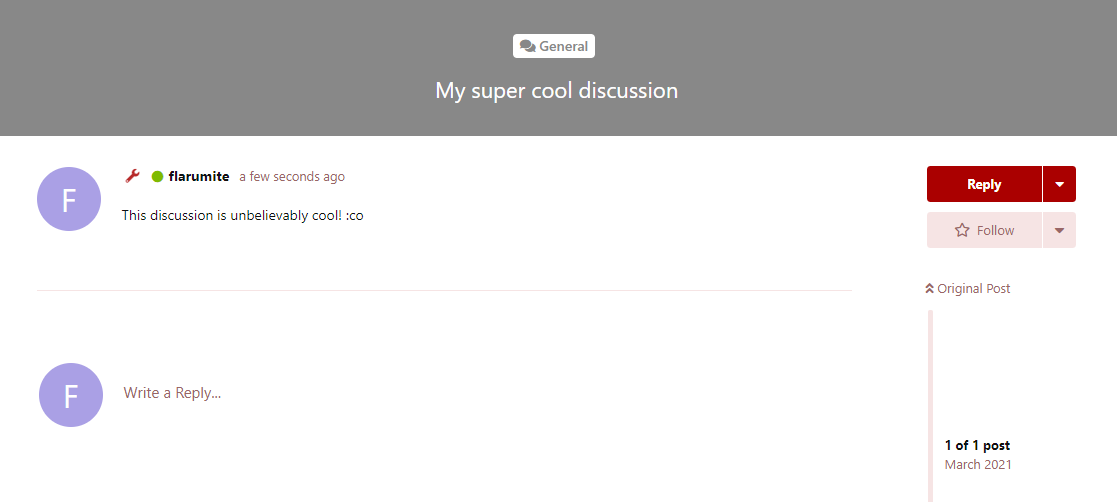 General
My super cool discussion
F
flarumite a few seconds ago
This discussion is unbelievably cool! :co
Reply
Follow
Original Post
1 of 1 post
March 2021
F
Write a Reply...